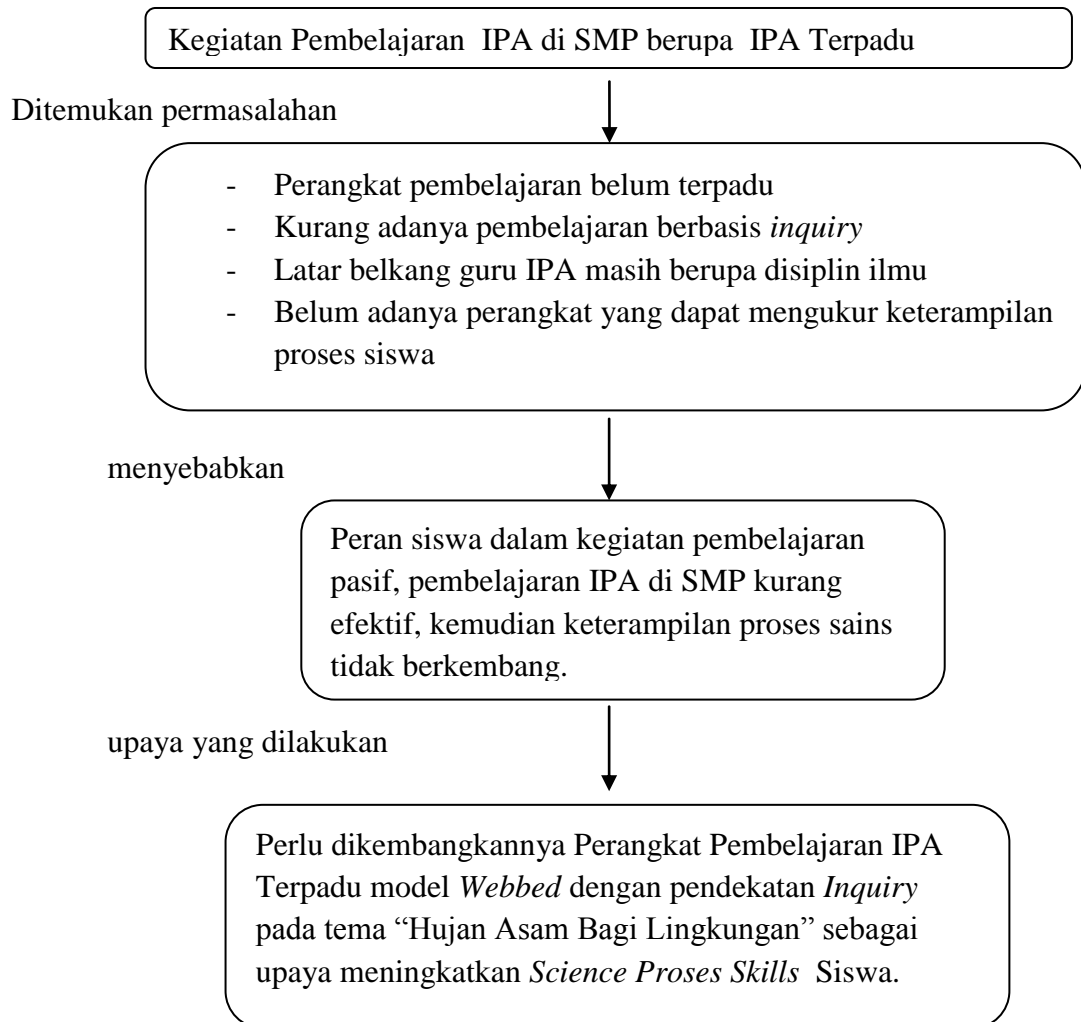 Kegiatan Pembelajaran IPA di SMP berupa IPA Terpadu
Ditemukan permasalahan
- Perangkat pembelajaran belum terpadu
- Kurang adanya pembelajaran berbasis inquiry
- Latar belkang guru IPA masih berupa disiplin ilmu
- Belum adanya perangkat yang dapat mengukur keterampilan
proses siswa
menyebabkan
Peran siswa dalam kegiatan pembelajaran
pasif, pembelajaran IPA di SMP kurang
efektif, kemudian keterampilan proses sains
tidak berkembang.
upaya yang dilakukan
Perlu dikembangkannya Perangkat Pembelajaran IPA
Terpadu model Webbed dengan pendekatan Inquiry
pada tema “Hujan Asam Bagi Lingkungan” sebagai
upaya meningkatkan Science Proses Skills Siswa.